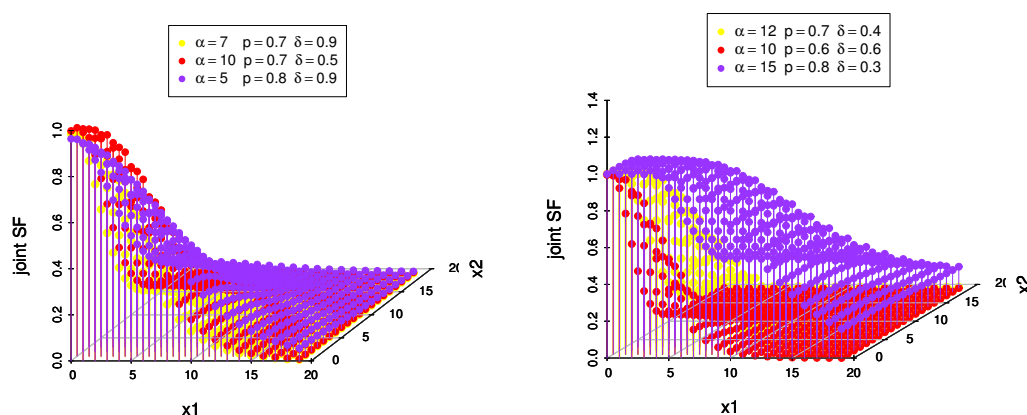 α = 7 p = 0.7 δ = 0.9
α = 10 p = 0.7 δ = 0.5
α = 5 p = 0.8 δ = 0.9
joint SF
0.0 0.2 0.4 0.6 0.8 1.0
0 5 10 15 20
x1
0 5 10 15 20
x2
α = 12 p = 0.7 δ = 0.4
α = 10 p = 0.6 δ = 0.6
α = 15 p = 0.8 δ = 0.3
joint SF
0.0 0.2 0.4 0.6 0.8 1.0 1.2 1.4
0 5 10 15 20
x1
0 5 10 15 20
x2